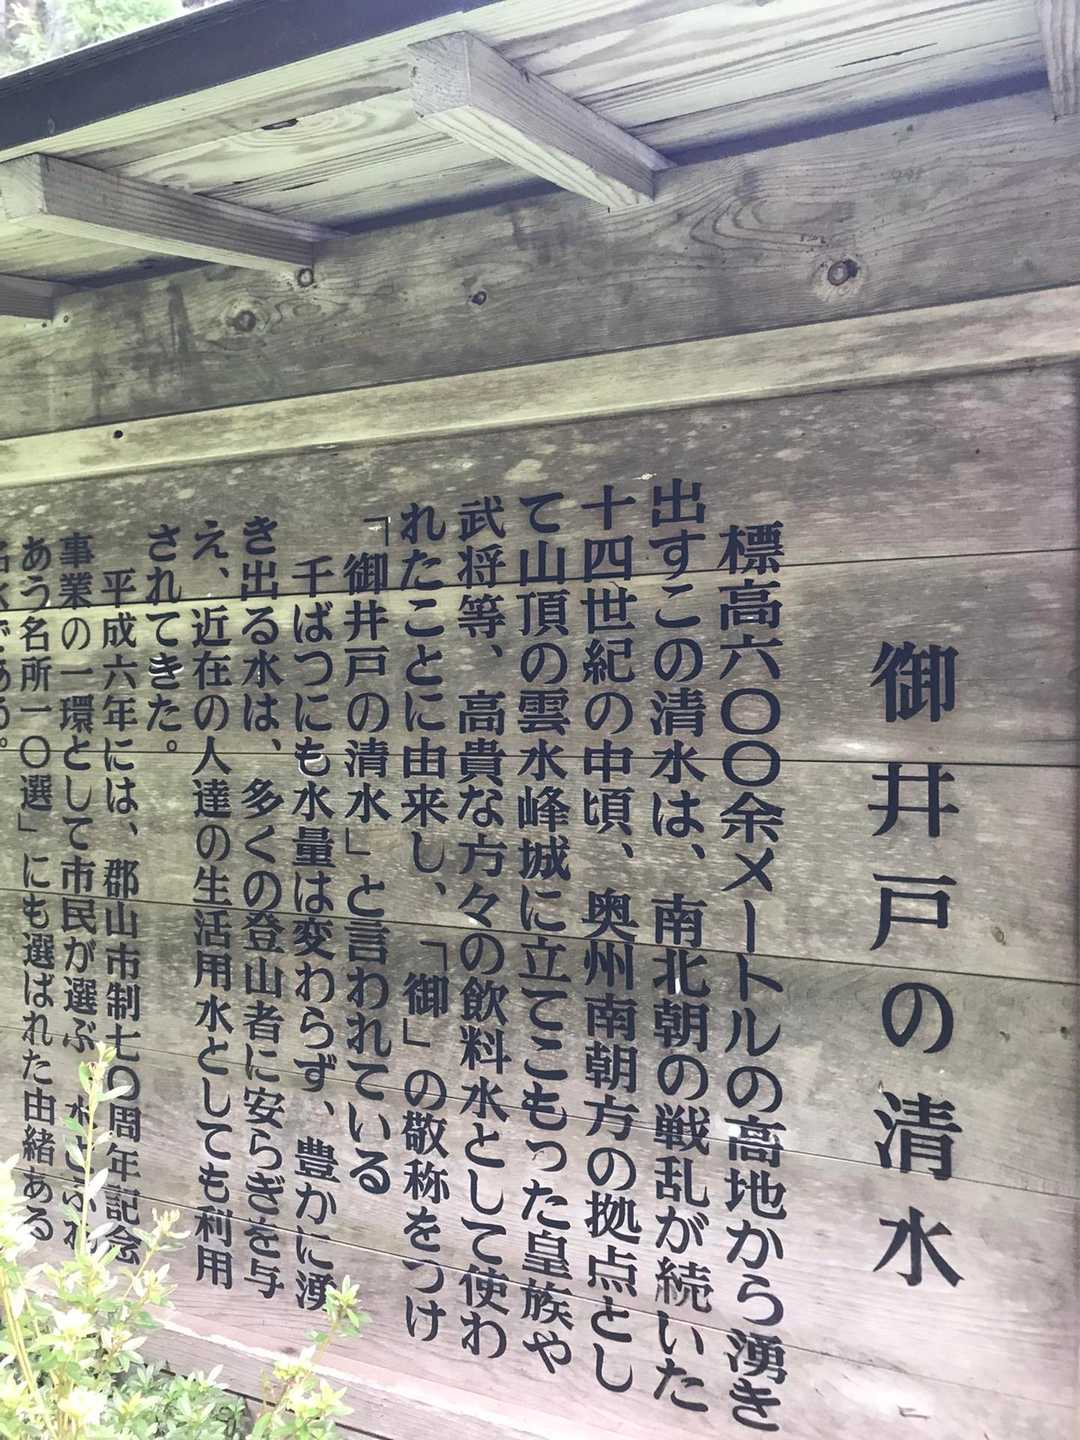 御井戸の清水
標高六〇〇余メートルの高地から湧き
出すこの清水は、南北朝の戦乱が続いた
十四世紀の中頃、奥州南朝方の拠点とし
て山頂の雲水峰城に立てこもった皇族や
武将等、高貴な方々の飲料水として使わ
れたことに由来し、「御」の敬称をつけ
「御井戸の清水」と言われている
千ばつにも水量は変わらず、豊かに湧
き出る水は、多くの登山者に安らぎを与
え、近在の人達の生活用水としても利用
されてきた。
平成六年には、郡山市制七〇周年記念
事業の一環として市民が選ぶ 水とふれ
あう名所一〇選」にも選ばれた由緒ある
名水である。